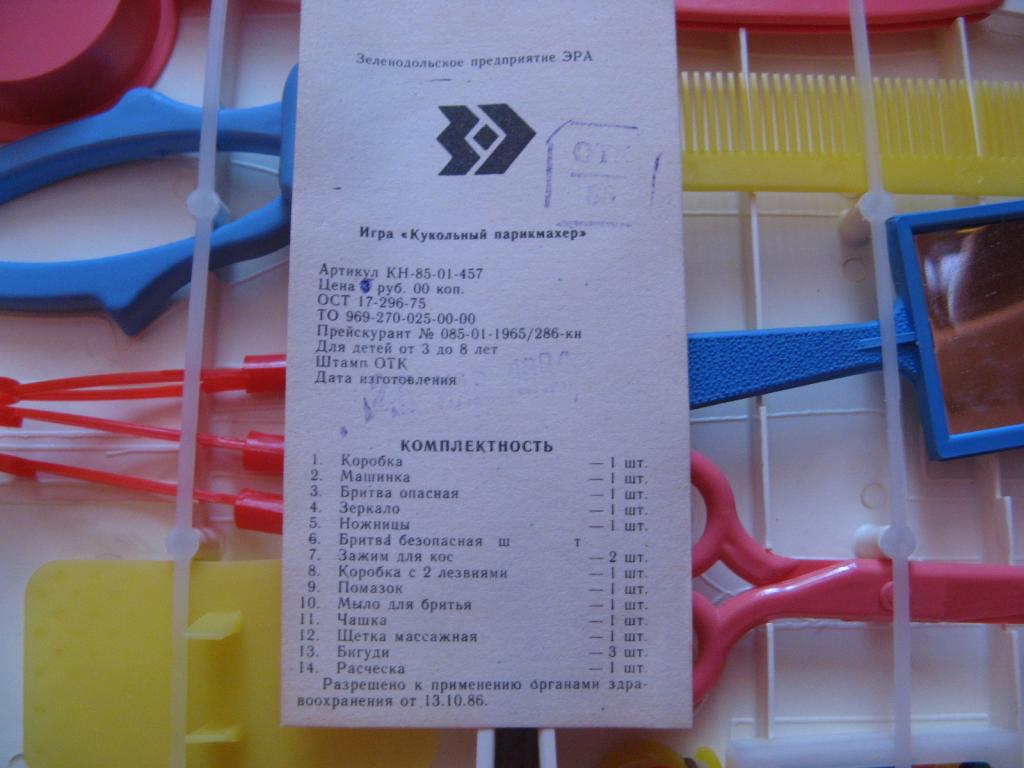 Зеленодольское предприятие ЭРА
ОТК
Игра «Кукольный парикмахер»
Артикул КН-85-01-457
Цена руб. 00 коп.
ОСТ 17-296-75
ТО 969-270-025-00-00
Прейскурант № 085-01-1965/286-кн
Для детей от 3 до 8 лет
Штамп ОТК
Дата изготовления
КОМПЛЕКТНОСТЬ
1. Коробка — 1 шт.
2. Машинка — 1 шт.
3. Бритва опасная — 1 шт.
4. Зеркало — 1 шт.
5. Ножницы — 1 шт.
6. Бритва безопасная ш т
7. Зажим для кос — 2 шт.
8. Коробка с 2 лезвиями — 1 шт.
9. Помазок — 1 шт.
10. Мыло для бритья — 1 шт.
11. Чашка — 1 шт.
12. Щетка массажная — 1 шт.
13. Бигуди — 3 шт.
14. Расческа — 1 шт.
Разрешено к применению органами здра-
воохранения от 13.10.86.